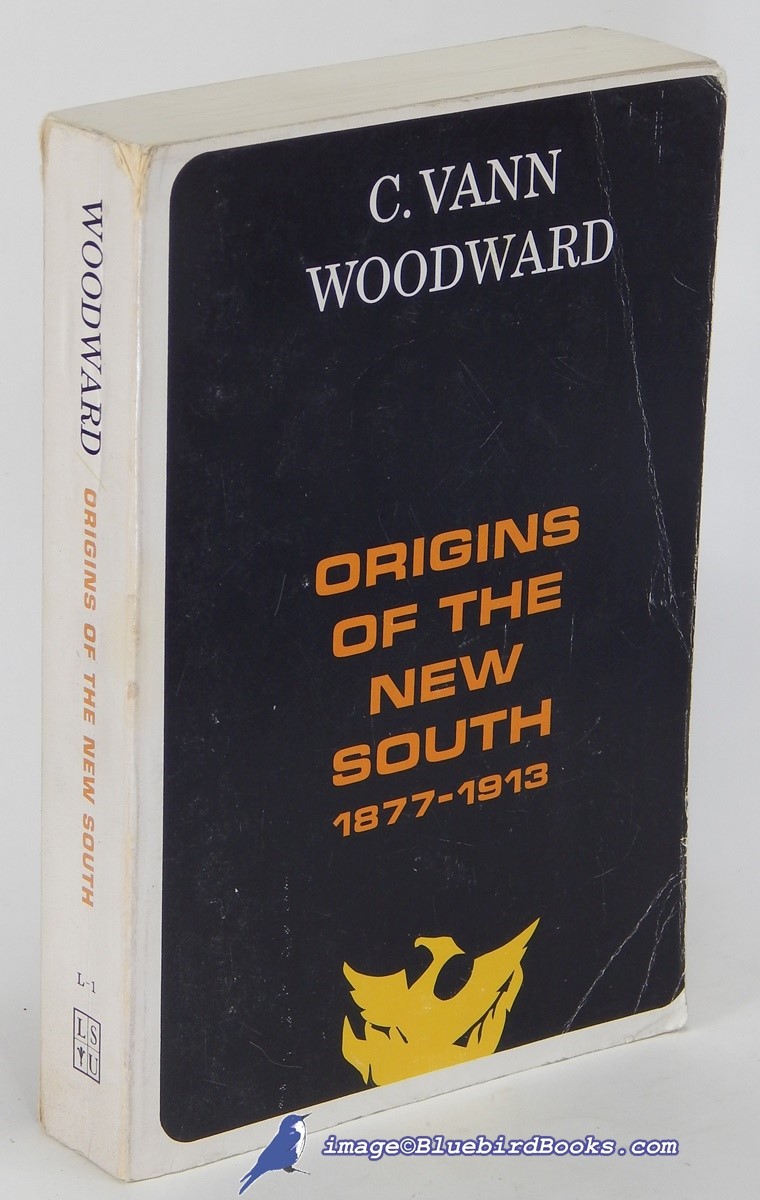 C. VANN
WOODWARD
ORIGINS
OF THE
NEW
SOUTH
1877-1913
WOODWARD / ORIGINS OF THE NEW SOUTH
L-1
LS
U
image©BluebirdBooks.com